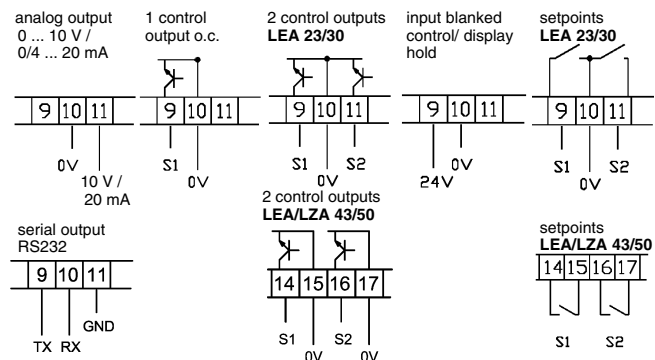 analog output
0 ... 10 V /
0/4 ... 20 mA
9 10 11
0V
10 V /
20 mA
1 control
output o.c.
9 10 11
S1
0V
2 control outputs
LEA 23/30
9 10 11
S1
0V
S2
input blanked
control/ display
hold
9 10 11
24V
0V
setpoints
LEA 23/30
9 10 11
S1
0V
S2
serial output
RS232
9 10 11
TX RX
GND
2 control outputs
LEA/LZA 43/50
14 15 16 17
S1
0V
S2
0V
setpoints
LEA/LZA 43/50
14 15 16 17
S1 S2